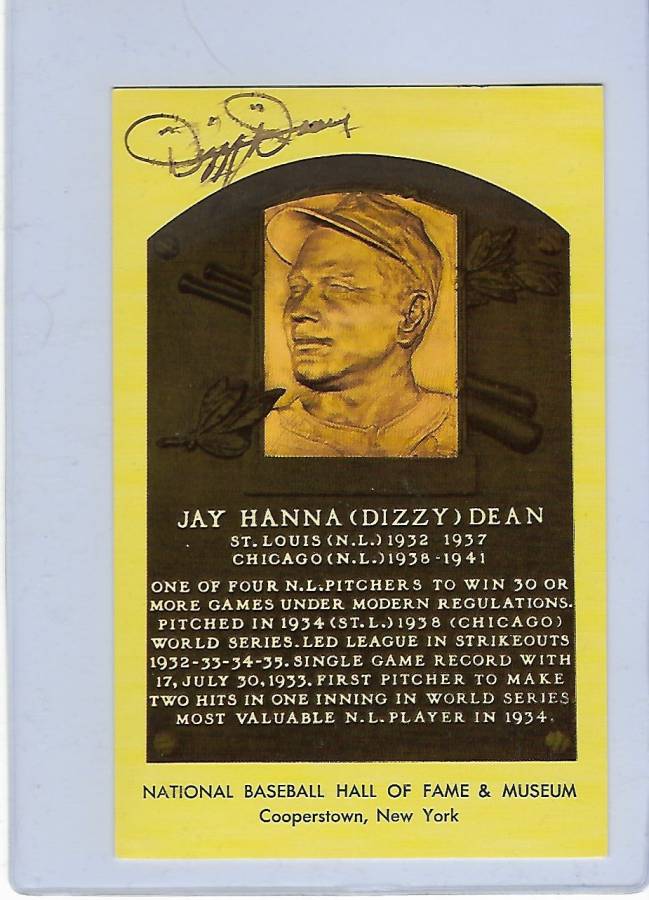 "Dizzy" Dean
JAY HANNA (DIZZY) DEAN
ST. LOUIS (N.L.) 1932 1937
CHICAGO (N.L.) 1938-1941
ONE OF FOUR N.L. PITCHERS TO WIN 30 OR
MORE GAMES UNDER MODERN REGULATIONS.
PITCHED IN 1934 (ST. L.) 1938 (CHICAGO)
WORLD SERIES. LED LEAGUE IN STRIKEOUTS
1932-33-34-35. SINGLE GAME RECORD WITH
17, JULY 30, 1933. FIRST PITCHER TO MAKE
TWO HITS IN ONE INNING IN WORLD SERIES.
MOST VALUABLE N.L. PLAYER IN 1934.
NATIONAL BASEBALL HALL OF FAME & MUSEUM
Cooperstown, New York